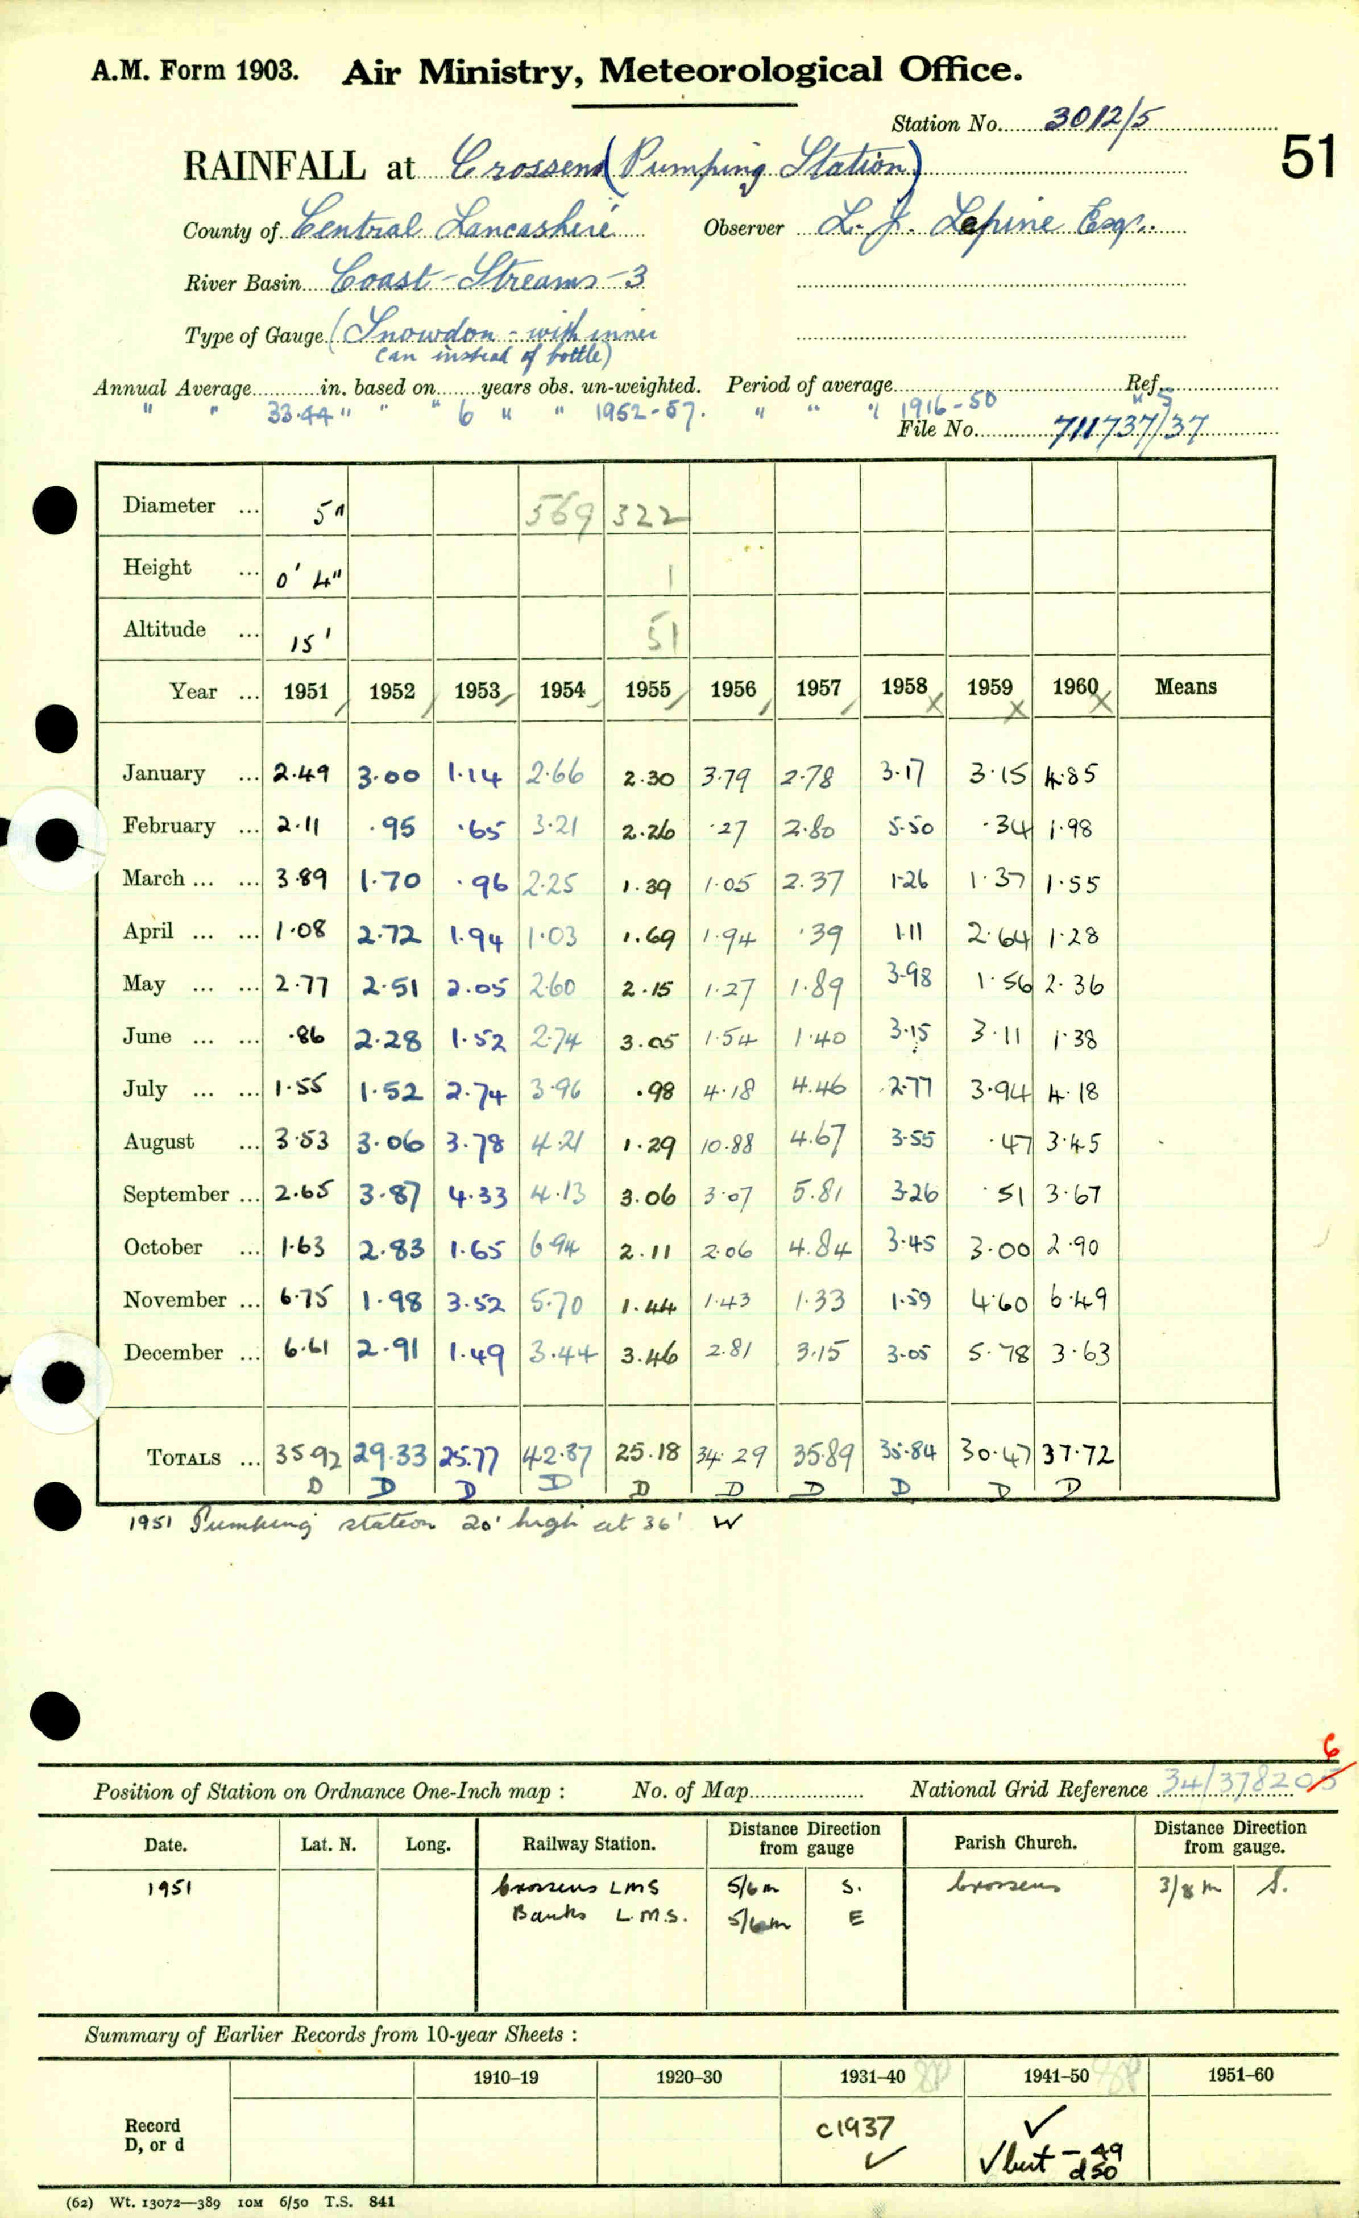 A.M. Form 1903. Air Ministry, Meteorological Office.
Station No. 3012/5
51
RAINFALL at Crossens (Pumping Station)
County of Central Lancashire Observer L. J. Lepine Esq.
River Basin Coast-Streams-3
Type of Gauge (Snowdon - with inner
can instead of bottle)
Annual Average in. based on years obs. un-weighted. Period of average Ref.
" " 33.44 " " " 6 " " 1952-57. " " " 1916-50 " 5
File No. 711737/37
Diameter ... 5" 569 322
Height ... 0' 4" 1
Altitude ... 15' 51
Year ... 1951 1952 1953 1954 1955 1956 1957 1958 1959 1960 Means
January ... 2.49 3.00 1.14 2.66 2.30 3.79 2.78 3.17 3.15 4.85
February ... 2.11 .95 .65 3.21 2.26 .27 2.80 5.50 .34 1.98
March ... ... 3.89 1.70 .96 2.25 1.39 1.05 2.37 1.26 1.37 1.55
April ... ... 1.08 2.72 1.94 1.03 1.69 1.94 .39 1.11 2.64 1.28
May ... ... 2.77 2.51 2.05 2.60 2.15 1.27 1.89 3.98 1.56 2.36
June ... ... .86 2.28 1.52 2.74 3.05 1.54 1.40 3.15 3.11 1.38
July ... ... 1.55 1.52 2.74 3.96 .98 4.18 4.46 2.77 3.94 4.18
August ... 3.53 3.06 3.78 4.21 1.29 10.88 4.67 3.55 .47 3.45
September ... 2.65 3.87 4.33 4.13 3.06 3.07 5.81 3.26 .51 3.67
October ... 1.63 2.83 1.65 6.94 2.11 2.06 4.84 3.45 3.00 2.90
November ... 6.75 1.98 3.52 5.70 1.44 1.43 1.33 1.59 4.60 6.49
December ... 6.61 2.91 1.49 3.44 3.46 2.81 3.15 3.05 5.78 3.63
TOTALS ... 35.92 29.33 25.77 42.87 25.18 34.29 35.89 35.84 30.47 37.72
D D D D D D D D D D
1951 Pumping station 20' high at 36' W
6
Position of Station on Ordnance One-Inch map : No. of Map National Grid Reference 34/378205
Date. Lat. N. Long. Railway Station. Distance from gauge Direction Parish Church. Distance from gauge. Direction
1951 Crossens LMS 5/6m S. Crossens 3/8m S.
Banks L.M.S. 5/6m E
Summary of Earlier Records from 10-year Sheets :
1910–19 1920–30 1931–40 1941–50 1951–60
Record
D, or d
c1937 ✓
✓ ✓ but - 49
d50
(62) Wt. 13072—389 10M 6/50 T.S. 841